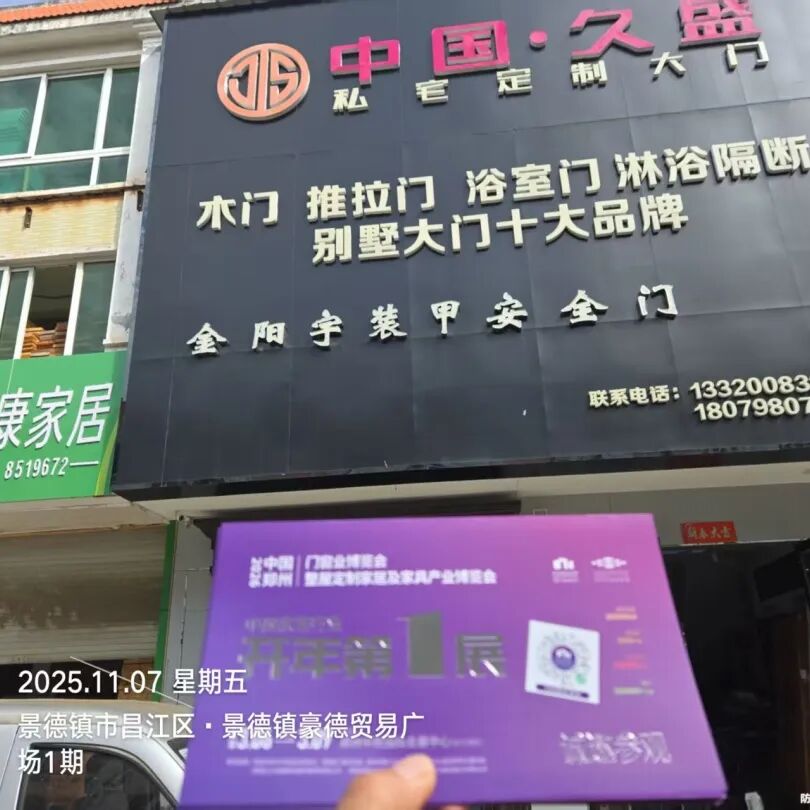 JS
中国·久盛
私宅定制大门
木门 推拉门 浴室门 淋浴隔断
别墅大门十大品牌
金阳宇装甲安全门
联系电话：13320083
18079807
康家居
8519672
2026
中国
郑州
门窗业博览会
整屋定制家居及家具产业博览会
开年第1展
诚邀参观
2025.11.07 星期五
景德镇市昌江区·景德镇豪德贸易广
场1期